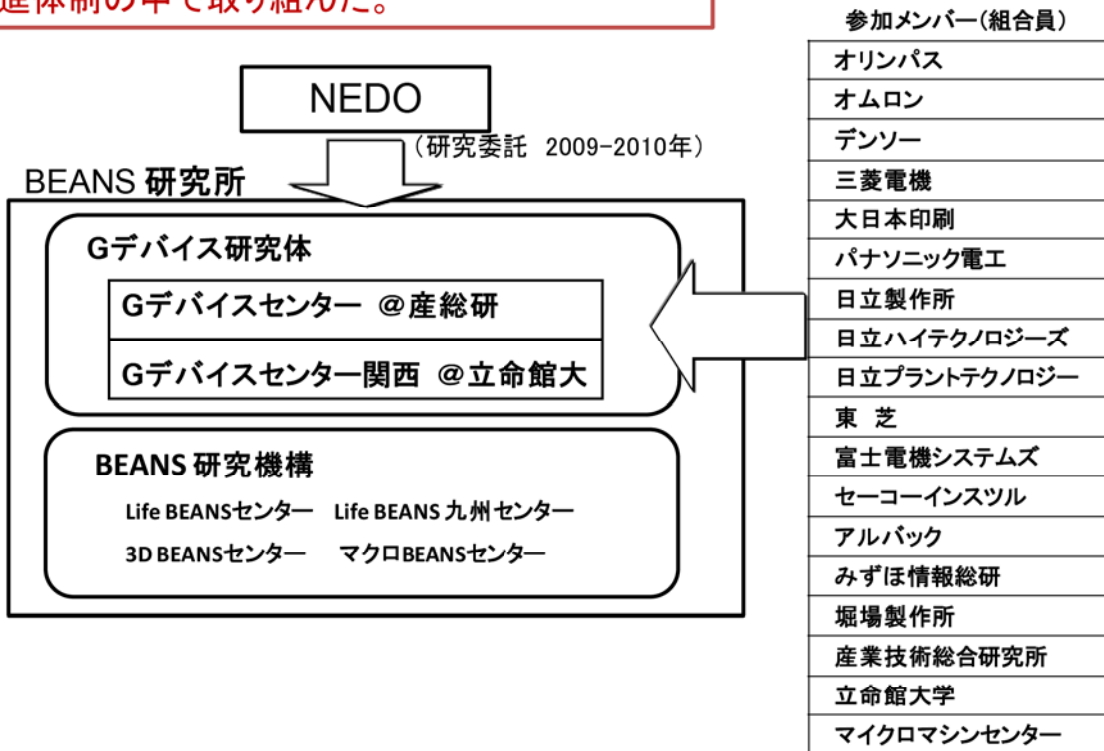 進体制の中で取り組んだ。
NEDO
(研究委託 2009-2010年)
BEANS 研究所
Gデバイス研究体
Gデバイスセンター @産総研
Gデバイスセンター関西 @立命館大
BEANS 研究機構
Life BEANSセンター Life BEANS 九州センター
3D BEANSセンター マクロBEANSセンター
参加メンバー(組合員)
オリンパス
オムロン
デンソー
三菱電機
大日本印刷
パナソニック電工
日立製作所
日立ハイテクノロジーズ
日立プラントテクノロジー
東 芝
富士電機システムズ
セーコーインスツル
アルバック
みずほ情報総研
堀場製作所
産業技術総合研究所
立命館大学
マイクロマシンセンター